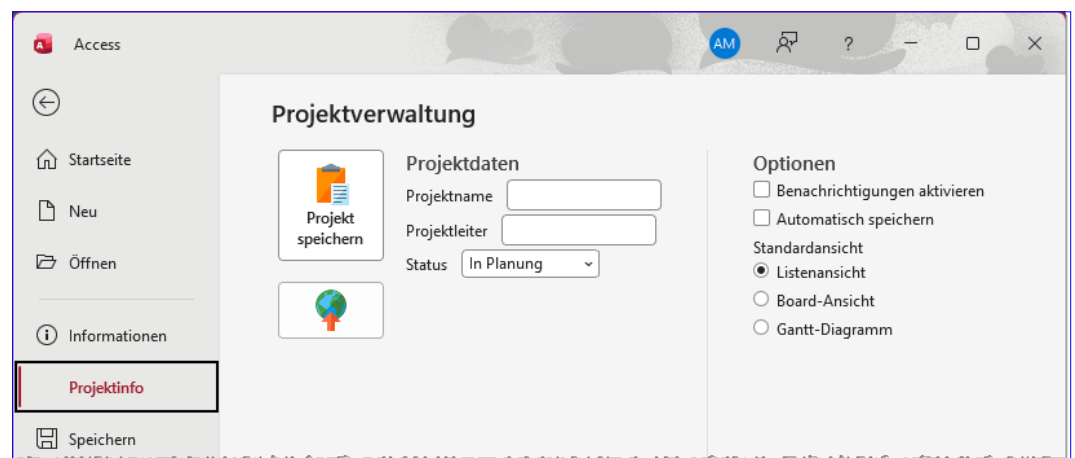 Access
AM
?
Projektverwaltung
Startseite
Neu
Öffnen
Informationen
Projektinfo
Speichern
Projekt
speichern
Projektdaten
Projektname
Projektleiter
Status In Planung
Optionen
Benachrichtigungen aktivieren
Automatisch speichern
Standardansicht
Listenansicht
Board-Ansicht
Gantt-Diagramm